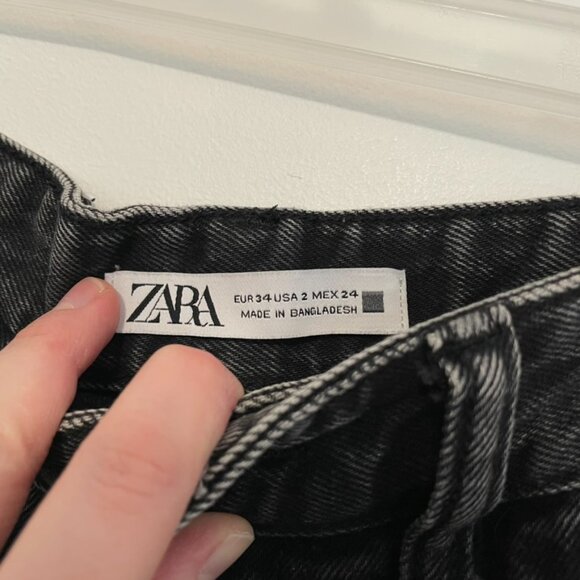 ZARA
EUR 34 USA 2 MEX 24
MADE IN BANGLADESH